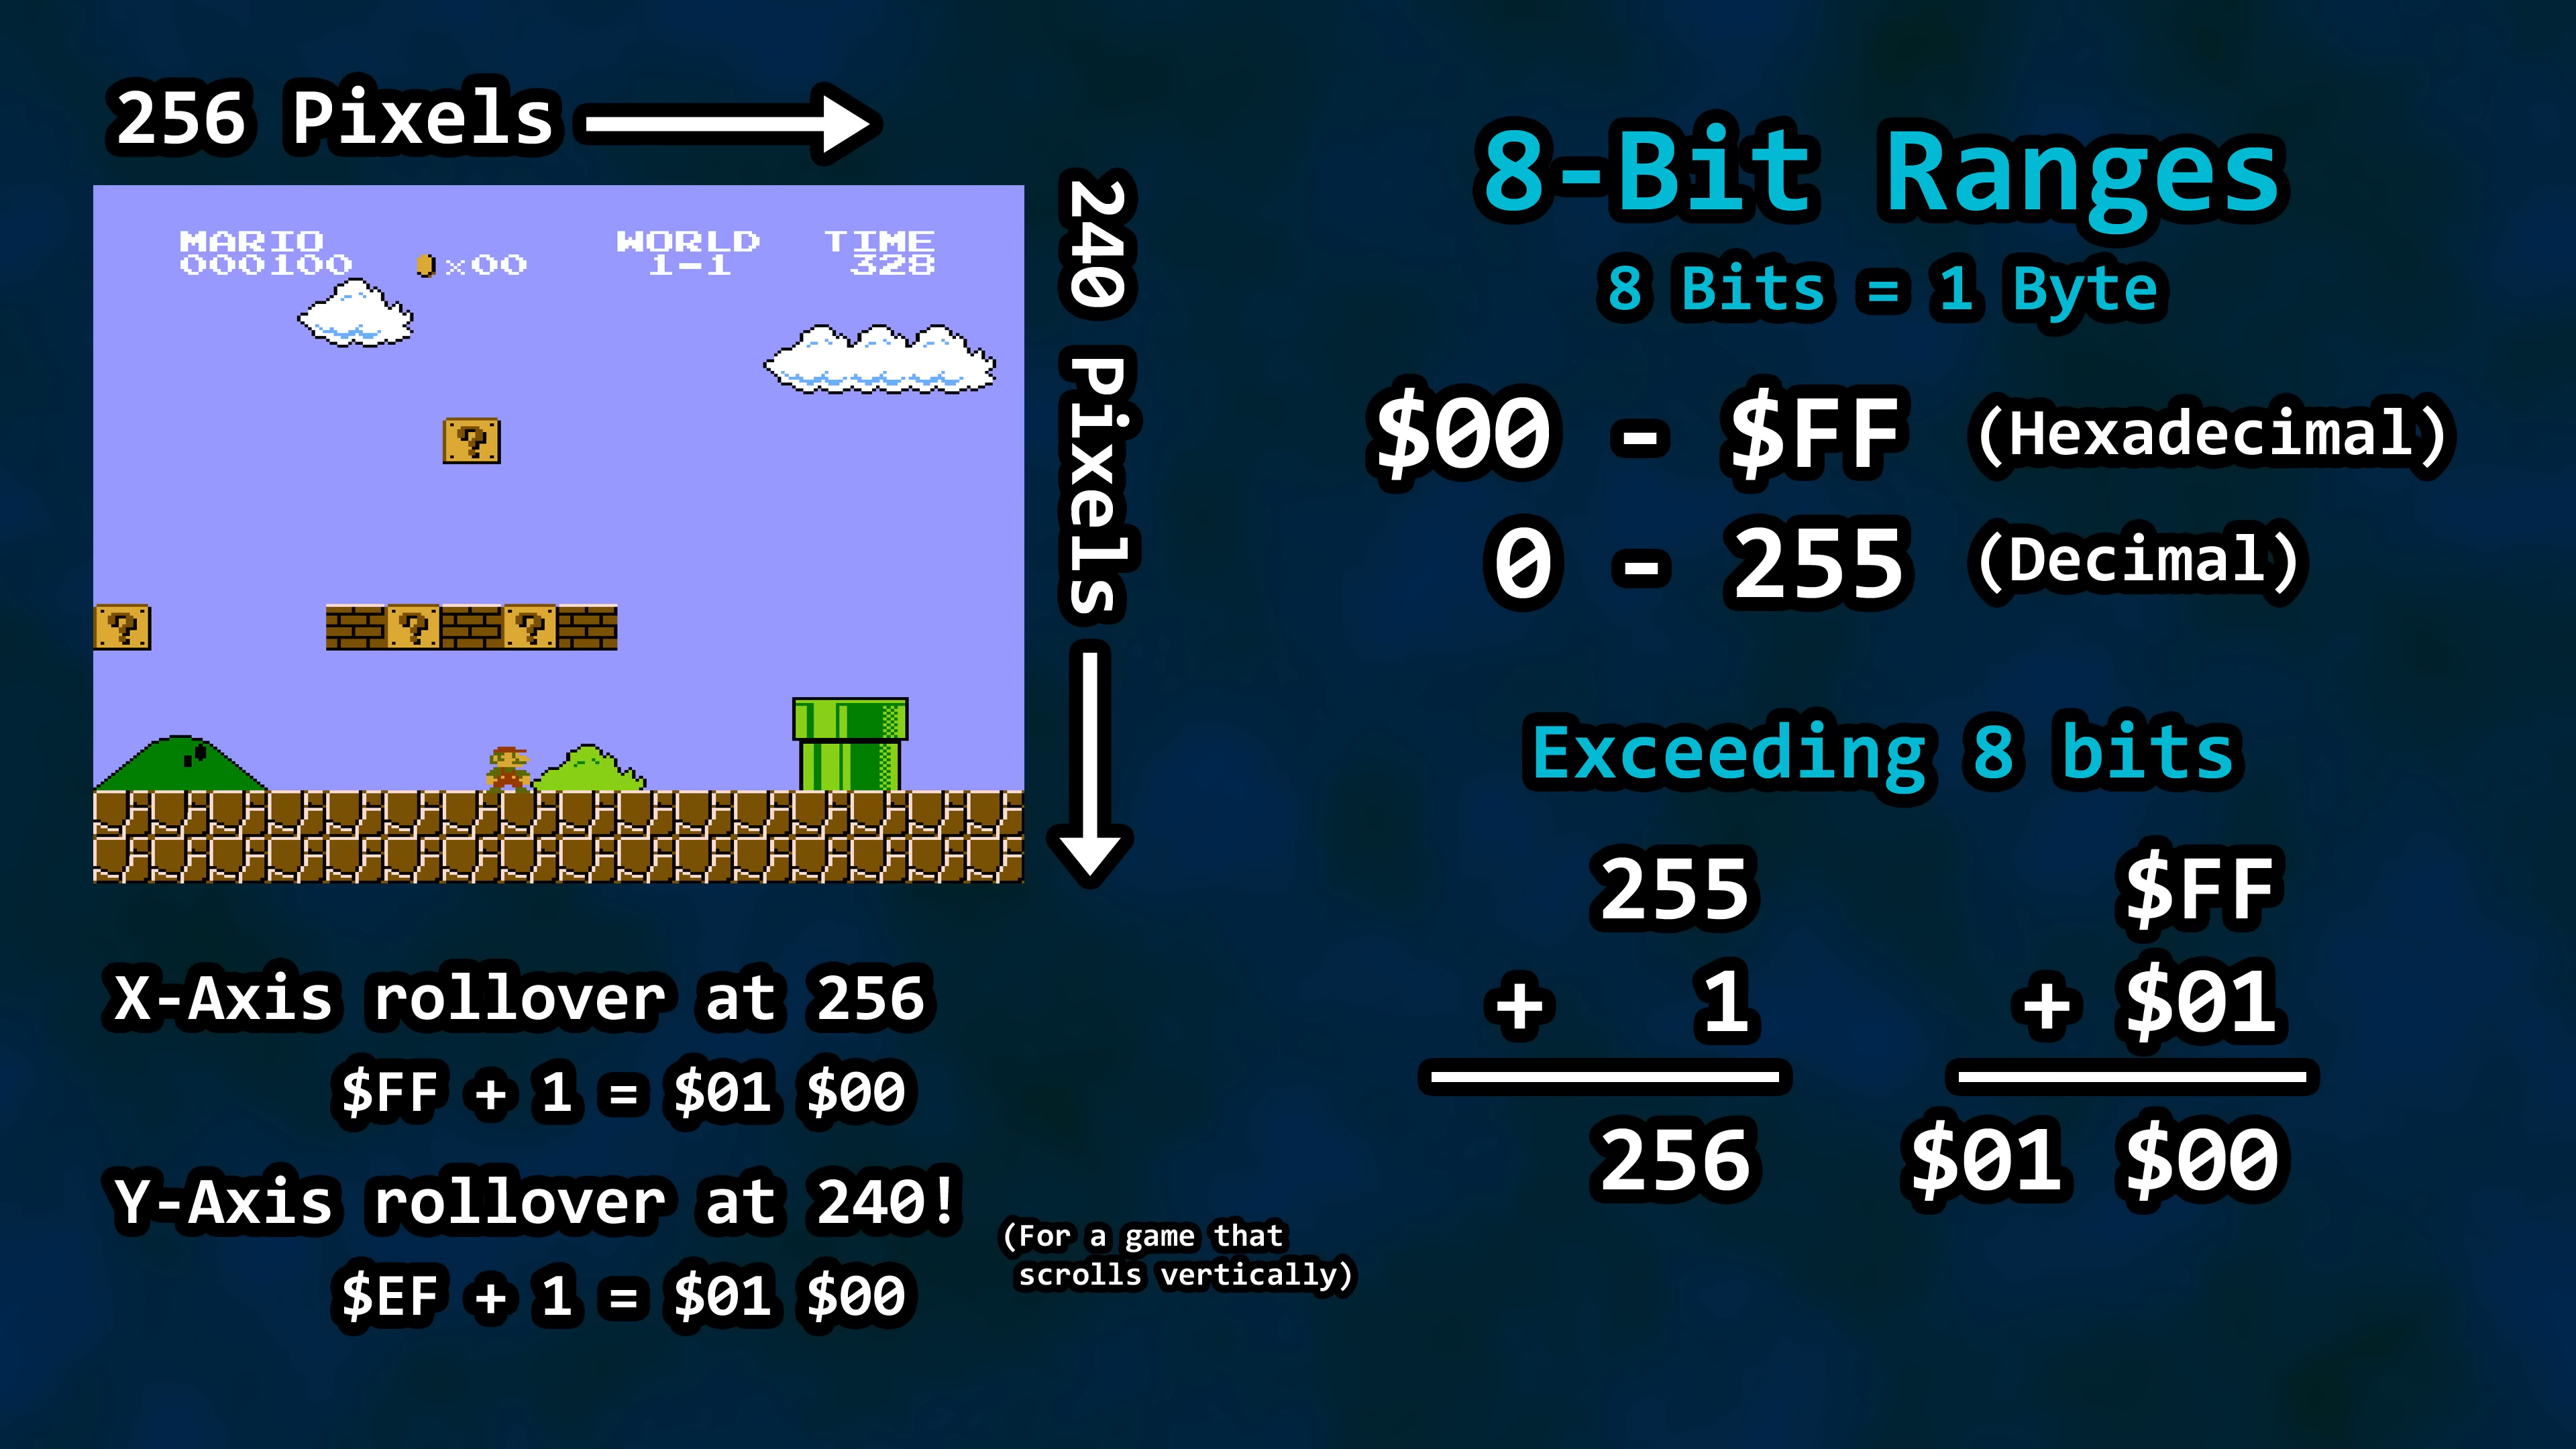 256 Pixels
240 Pixels
MARIO
000100
x00
WORLD
1-1
TIME
328
?
?
?
?
X-Axis rollover at 256
$FF + 1 = $01 $00
Y-Axis rollover at 240!
$EF + 1 = $01 $00
(For a game that
scrolls vertically)
8-Bit Ranges
8 Bits = 1 Byte
$00 - $FF (Hexadecimal)
0 - 255 (Decimal)
Exceeding 8 bits
255
+ 1
256
$FF
+ $01
$01 $00